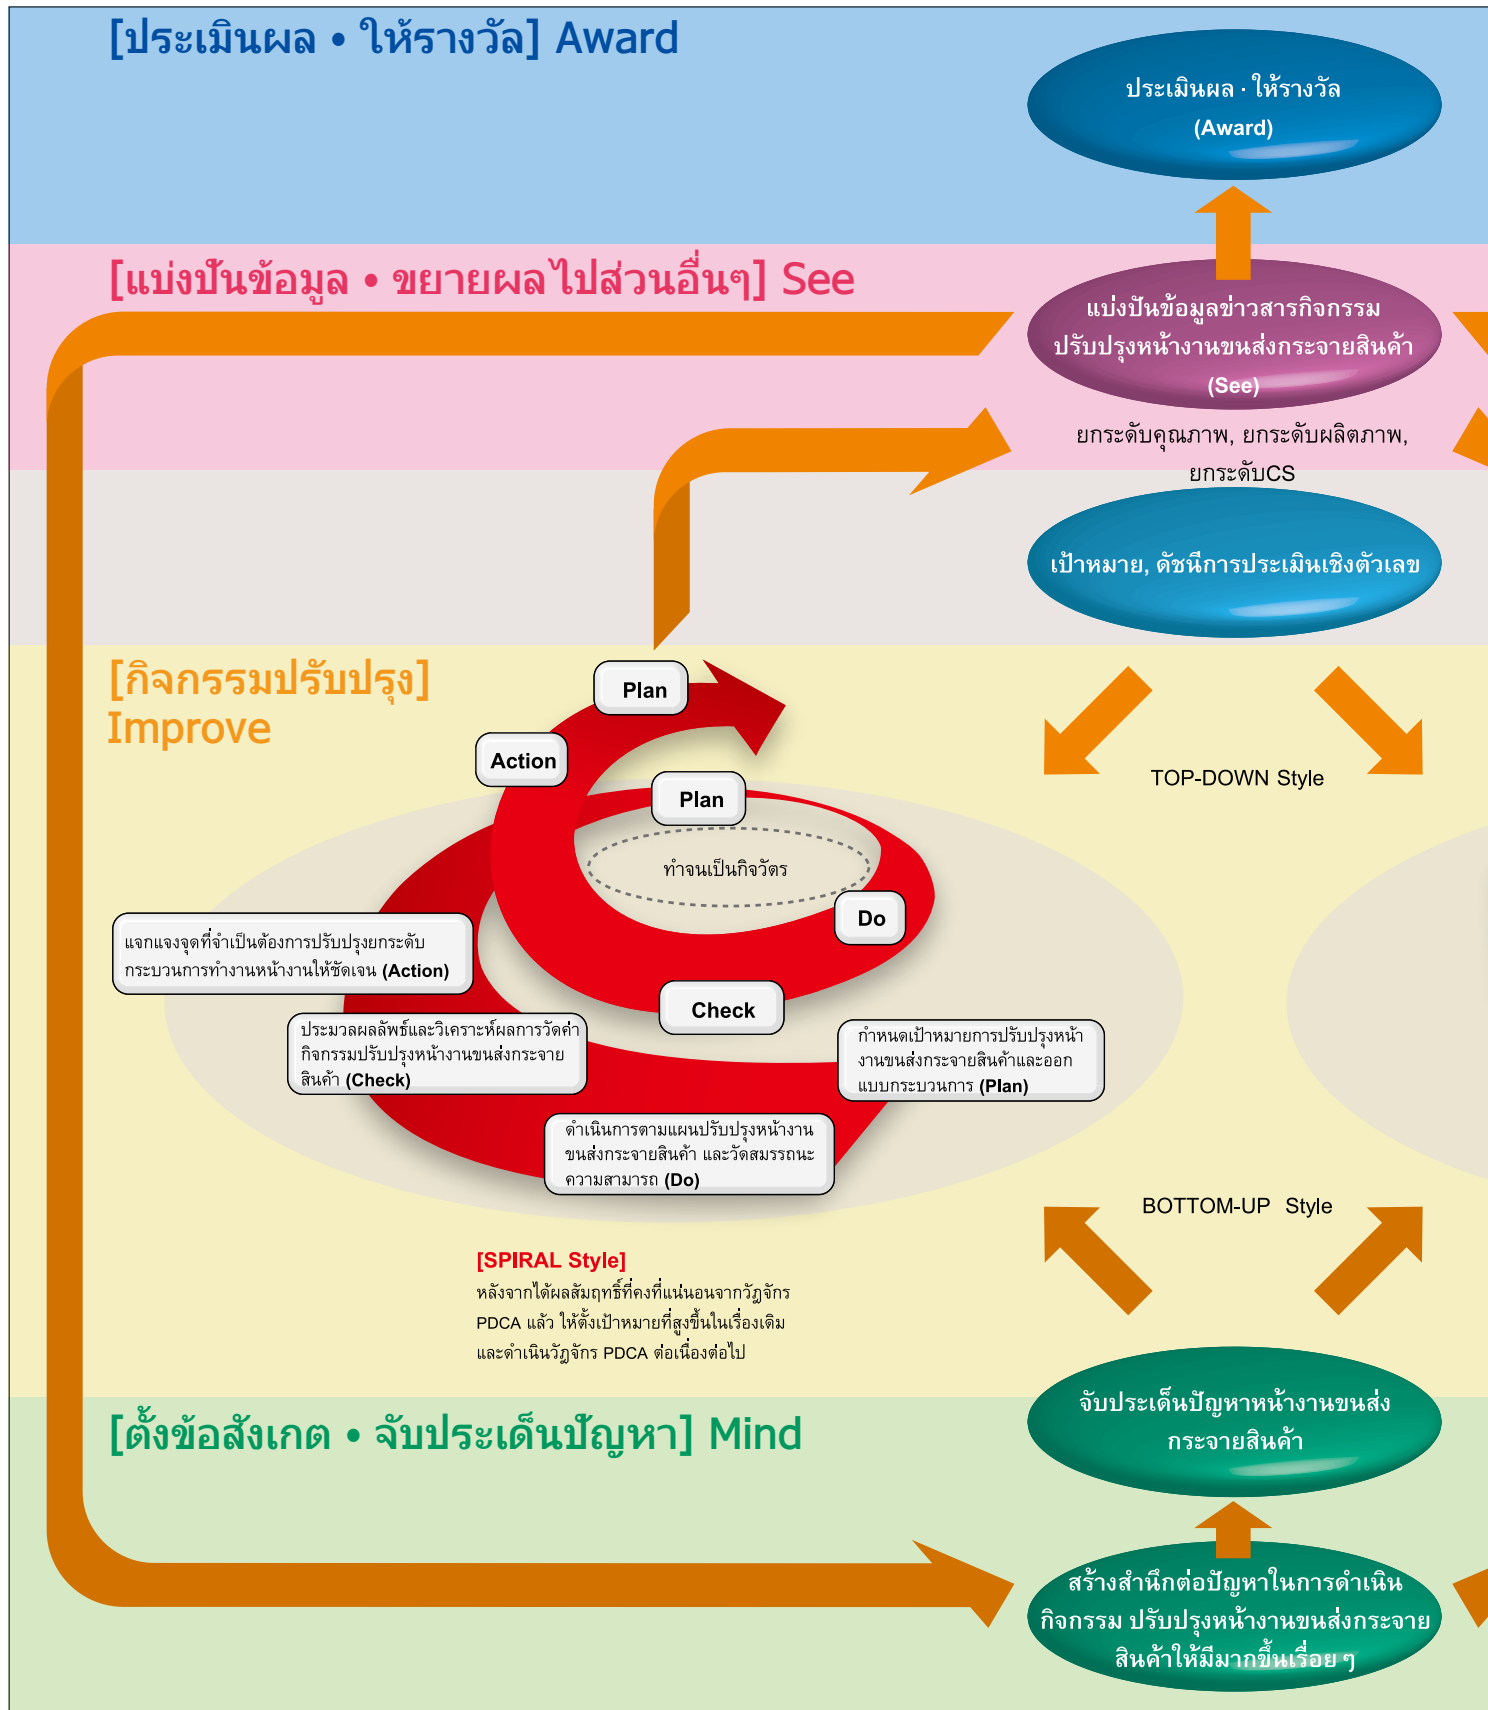 [ประเมินผล • ให้รางวัล] Award
ประเมินผล · ให้รางวัล
(Award)
[แบ่งปันข้อมูล • ขยายผลไปส่วนอื่นๆ] See
แบ่งปันข้อมูลข่าวสารกิจกรรม
ปรับปรุงหน้างานขนส่งกระจายสินค้า
(See)
ยกระดับคุณภาพ, ยกระดับผลิตภาพ,
ยกระดับCS
เป้าหมาย, ดัชนีการประเมินเชิงตัวเลข
[กิจกรรมปรับปรุง]
Improve
Plan
Action
Plan
TOP-DOWN Style
ทำจนเป็นกิจวัตร
Do
แจกแจงจุดที่จำเป็นต้องการปรับปรุงยกระดับ
กระบวนการทำงานหน้างานให้ชัดเจน (Action)
Check
ประมวลผลลัพธ์และวิเคราะห์ผลการวัดค่า
กิจกรรมปรับปรุงหน้างานขนส่งกระจาย
สินค้า (Check)
กำหนดเป้าหมายการปรับปรุงหน้า
งานขนส่งกระจายสินค้าและออก
แบบกระบวนการ (Plan)
ดำเนินการตามแผนปรับปรุงหน้างาน
ขนส่งกระจายสินค้า และวัดสมรรถนะ
ความสามารถ (Do)
BOTTOM-UP Style
[SPIRAL Style]
หลังจากได้ผลสัมฤทธิ์ที่คงที่แน่นอนจากวัฎจักร
PDCA แล้ว ให้ตั้งเป้าหมายที่สูงขึ้นในเรื่องเดิม
และดำเนินวัฎจักร PDCA ต่อเนื่องต่อไป
[ตั้งข้อสังเกต • จับประเด็นปัญหา] Mind
จับประเด็นปัญหาหน้างานขนส่ง
กระจายสินค้า
สร้างสำนึกต่อปัญหาในการดำเนิน
กิจกรรม ปรับปรุงหน้างานขนส่งกระจาย
สินค้าให้มีมากขึ้นเรื่อย ๆ